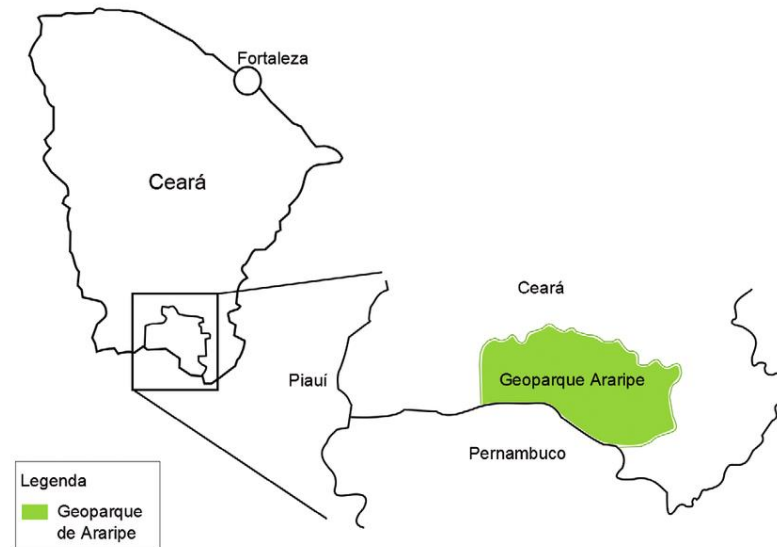 Fortaleza
Ceará
Ceará
Piauí
Geoparque Araripe
Pernambuco
Legenda
Geoparque
de Araripe